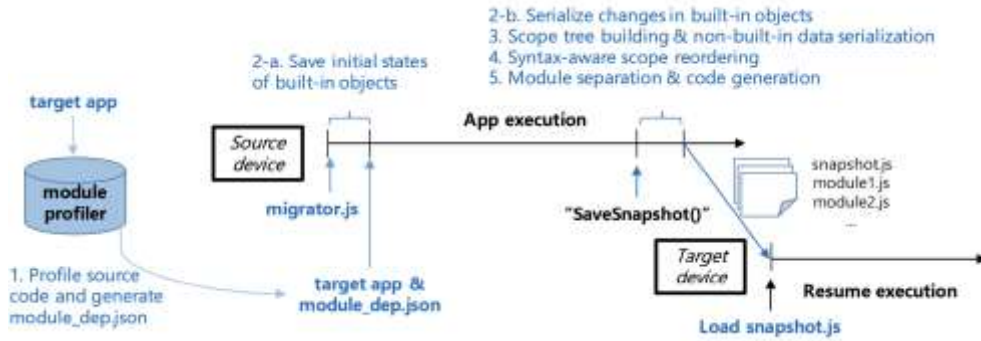 2-b. Serialize changes in built-in objects
3. Scope tree building & non-built-in data serialization
4. Syntax-aware scope reordering
5. Module separation & code generation
2-a. Save initial states
of built-in objects
target app
App execution
Source
device
snapshot.js
module1.js
module2.js
...
module
profiler
migrator.js
"SaveSnapshot()"
Target
device
1. Profile source
code and generate
module_dep.json
target app &
module_dep.json
Resume execution
Load snapshot.js